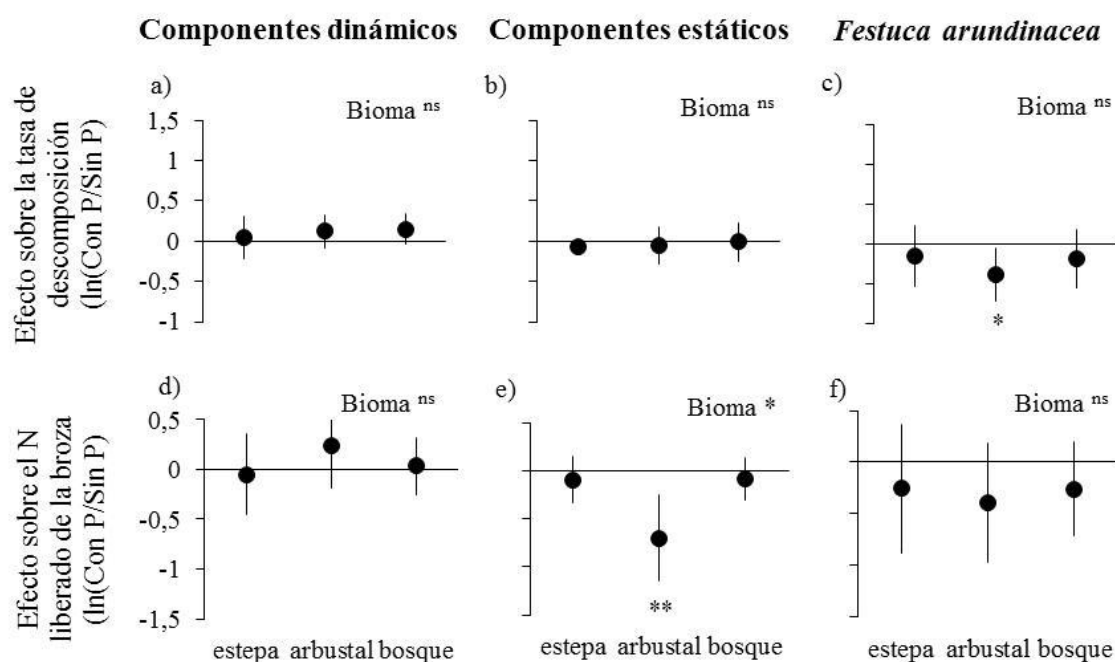 Componentes dinámicos
Componentes estáticos
Festuca arundinacea
Efecto sobre la tasa de
descomposición
(ln(Con P/Sin P)
a)
Bioma ns
1,5
1
0,5
0
-0,5
-1
b)
Bioma ns
c)
Bioma ns
*
Efecto sobre el N
liberado de la broza
(ln(Con P/Sin P)
d)
Bioma ns
0,5
0
-0,5
-1
-1,5
estepa arbustal bosque
e)
Bioma *
**
estepa arbustal bosque
f)
Bioma ns
estepa arbustal bosque